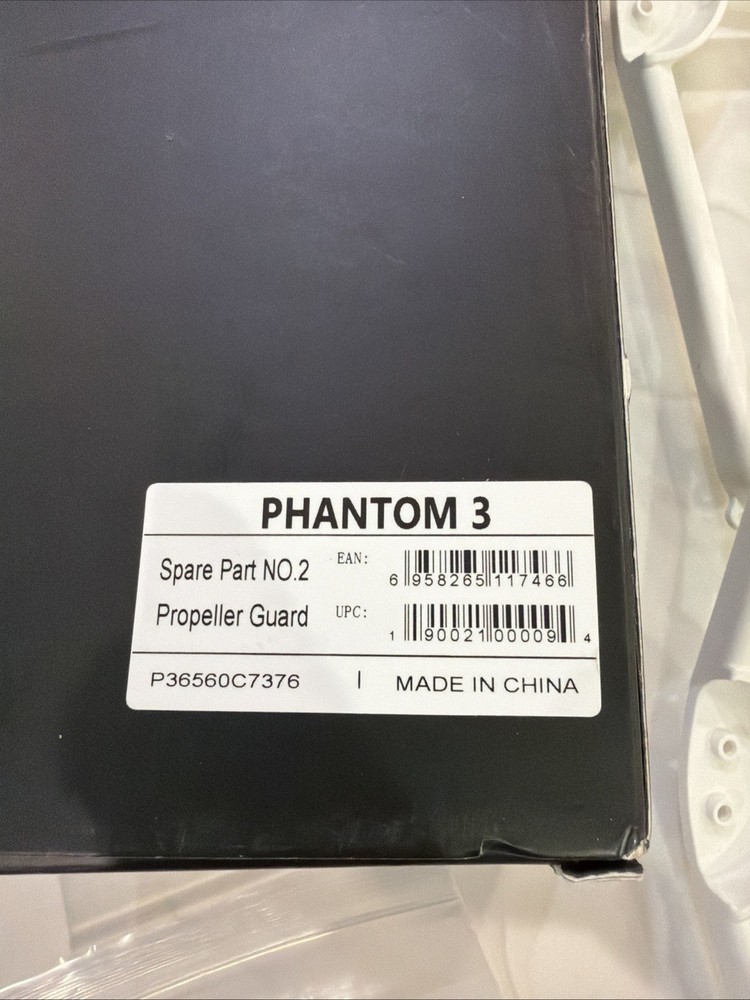 PHANTOM 3
Spare Part NO.2 EAN: 6 958265 117466
Propeller Guard UPC: 1 90021 00009 4
P36560C7376 | MADE IN CHINA